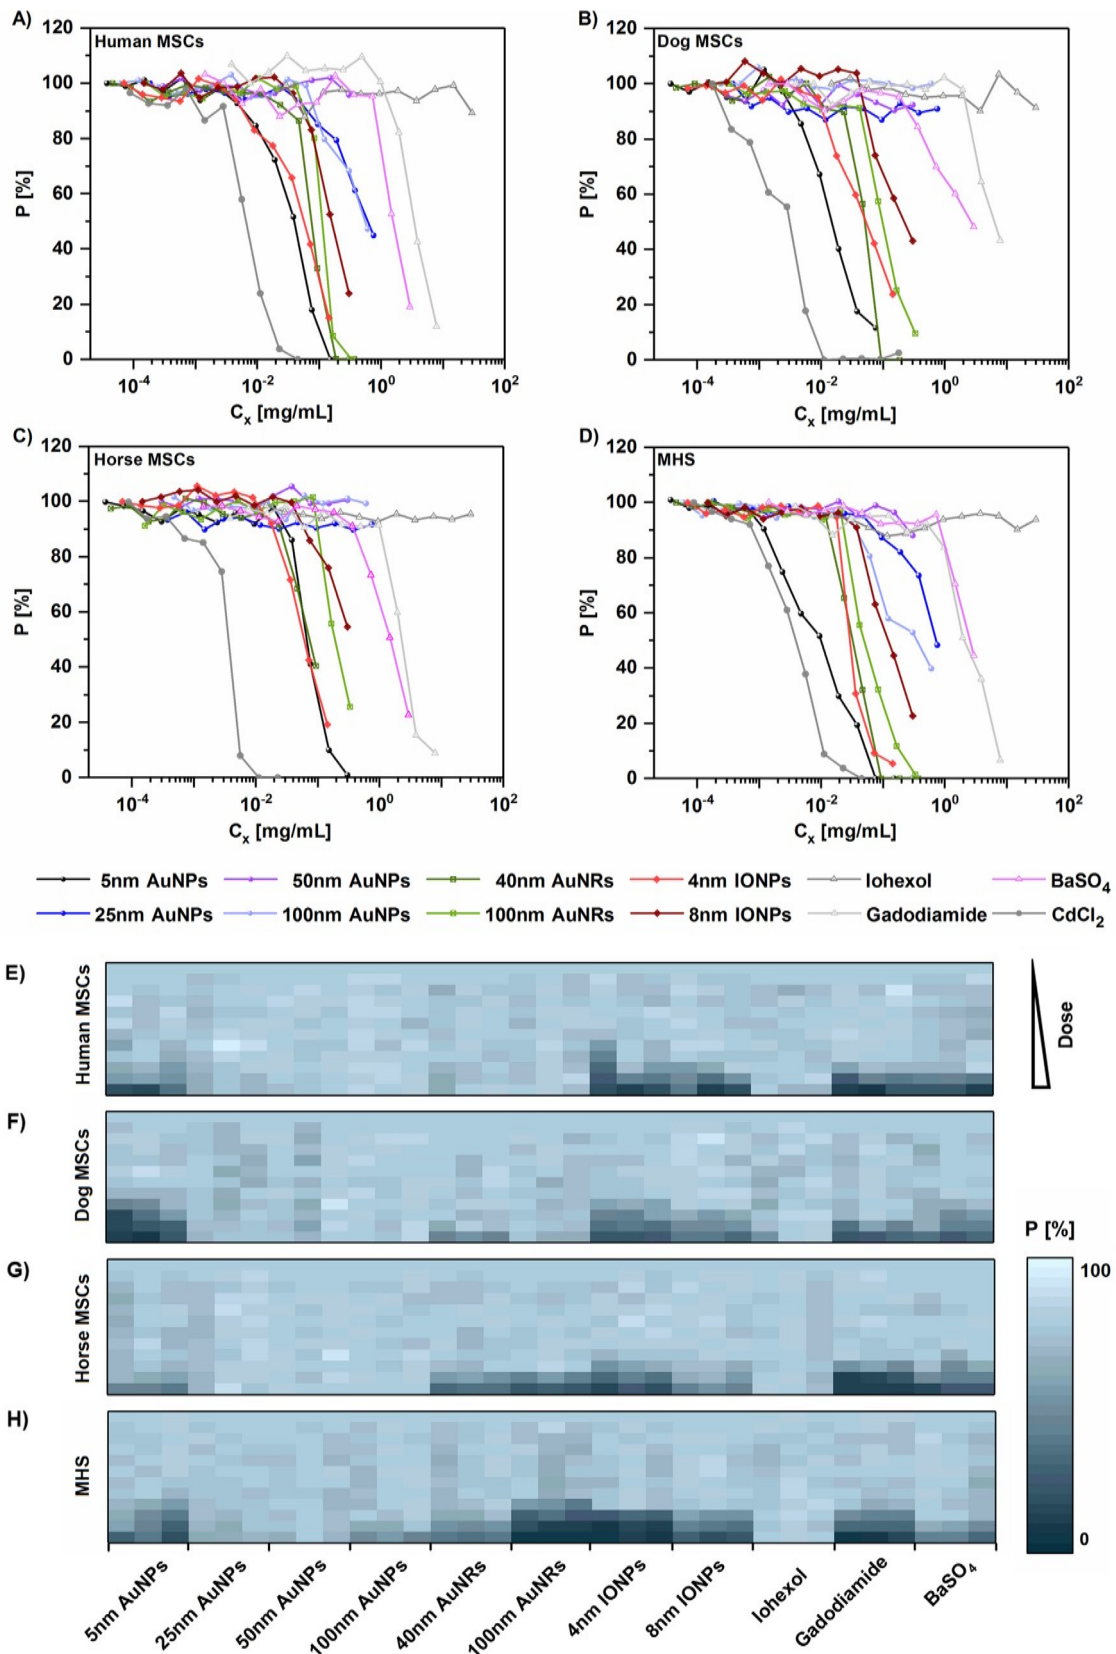 A)
Human MSCs
P [%]
120
100
80
60
40
20
0
10-4
10-2
100
102
Cx [mg/mL]
B)
Dog MSCs
P [%]
120
100
80
60
40
20
0
10-4
10-2
100
102
Cx [mg/mL]
C)
Horse MSCs
P [%]
120
100
80
60
40
20
0
10-4
10-2
100
102
Cx [mg/mL]
D)
MHS
P [%]
120
100
80
60
40
20
0
10-4
10-2
100
102
Cx [mg/mL]
5nm AuNPs 50nm AuNPs 40nm AuNRs 4nm IONPs Iohexol BaSO4
25nm AuNPs 100nm AuNPs 100nm AuNRs 8nm IONPs Gadodiamide CdCl2
E)
Human MSCs
Dose
F)
Dog MSCs
G)
Horse MSCs
H)
MHS
P [%]
100
0
5nm AuNPs
25nm AuNPs
50nm AuNPs
100nm AuNPs
40nm AuNRs
100nm AuNRs
4nm IONPs
8nm IONPs
Iohexol
Gadodiamide
BaSO4